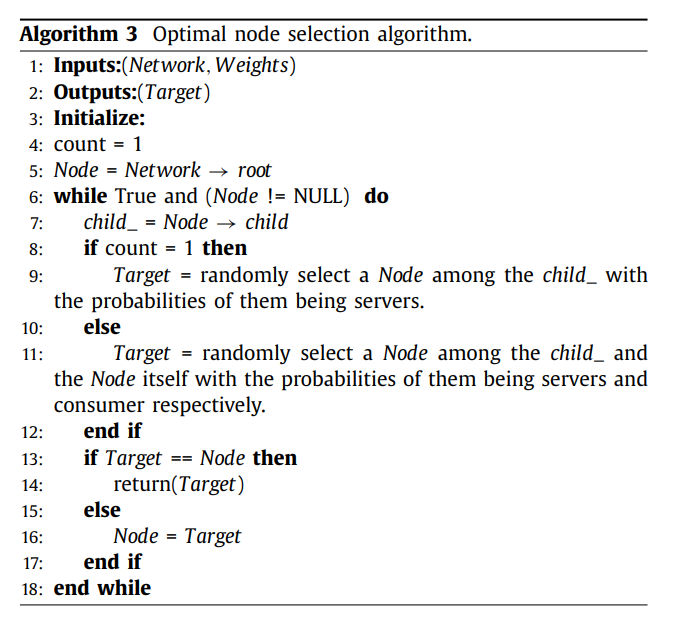 Algorithm 3 Optimal node selection algorithm.
1: Inputs:(Network, Weights)
2: Outputs:(Target)
3: Initialize:
4: count = 1
5: Node = Network → root
6: while True and (Node != NULL) do
7: child_ = Node → child
8: if count = 1 then
9: Target = randomly select a Node among the child_ with
the probabilities of them being servers.
10: else
11: Target = randomly select a Node among the child_ and
the Node itself with the probabilities of them being servers and
consumer respectively.
12: end if
13: if Target == Node then
14: return(Target)
15: else
16: Node = Target
17: end if
18: end while